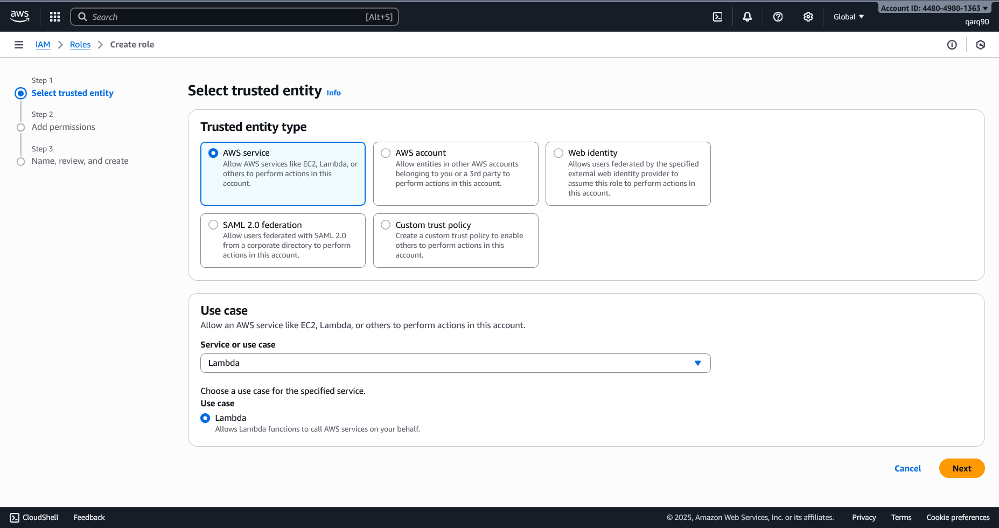 aws
Search
[Alt+S]
Global
Account ID: 4480-4980-1363
qarq90
IAM
Roles
Create role
Step 1
Select trusted entity
Step 2
Add permissions
Step 3
Name, review, and create
Select trusted entity Info
Trusted entity type
AWS service
Allow AWS services like EC2, Lambda, or
others to perform actions in this
account.
AWS account
Allow entities in other AWS accounts
belonging to you or a 3rd party to
perform actions in this account.
Web identity
Allows users federated by the specified
external web identity provider to
assume this role to perform actions in
this account.
SAML 2.0 federation
Allow users federated with SAML 2.0
from a corporate directory to perform
actions in this account.
Custom trust policy
Create a custom trust policy to enable
others to perform actions in this
account.
Use case
Allow an AWS service like EC2, Lambda, or others to perform actions in this account.
Service or use case
Lambda
Choose a use case for the specified service.
Use case
Lambda
Allows Lambda functions to call AWS services on your behalf.
Cancel
Next
CloudShell
Feedback
© 2025, Amazon Web Services, Inc. or its affiliates.
Privacy
Terms
Cookie preferences